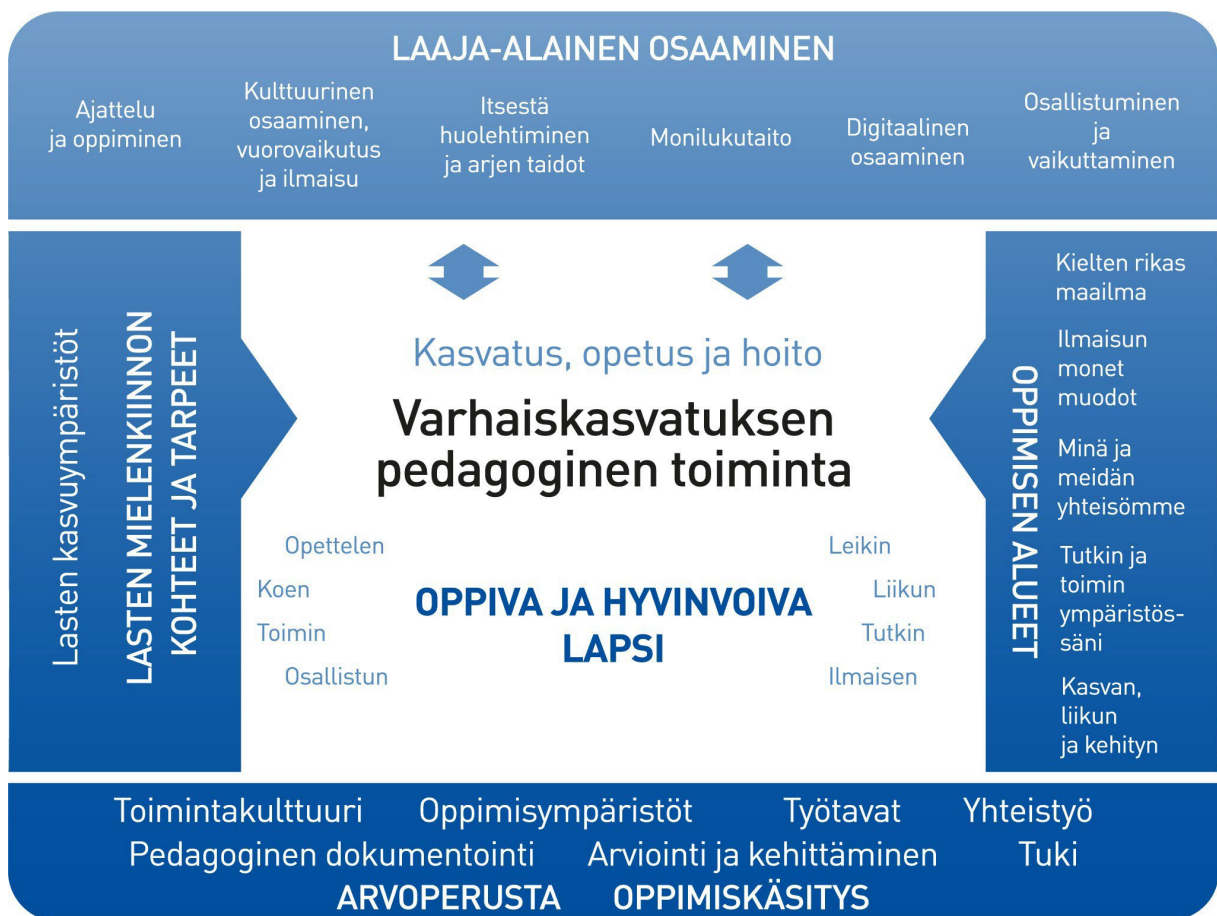 LAAJA-ALAINEN OSAAMINEN
Ajattelu
ja oppiminen
Kulttuurinen
osaaminen,
vuorovaikutus
ja ilmaisu
Itsestä
huolehtiminen
ja arjen taidot
Monilukutaito
Digitaalinen
osaaminen
Osallistuminen
ja
vaikuttaminen
Lasten kasvuympäristöt
LASTEN MIELENKIINNON
KOHTEET JA TARPEET
Kasvatus, opetus ja hoito
Varhaiskasvatuksen
pedagoginen toiminta
Opettelen
Koen
Toimin
Osallistun
OPPIVA JA HYVINVOIVA
LAPSI
Leikin
Liikun
Tutkin
Ilmaisen
OPPIMISEN ALUEET
Kielten rikas
maailma
Ilmaisun
monet
muodot
Minä ja
meidän
yhteisömme
Tutkin ja
toimin
ympäristös-
säni
Kasvan,
liikun
ja kehityn
Toimintakulttuuri Oppimisympäristöt Työtavat Yhteistyö
Pedagoginen dokumentointi Arviointi ja kehittäminen Tuki
ARVOPERUSTA OPPIMISKÄSITYS